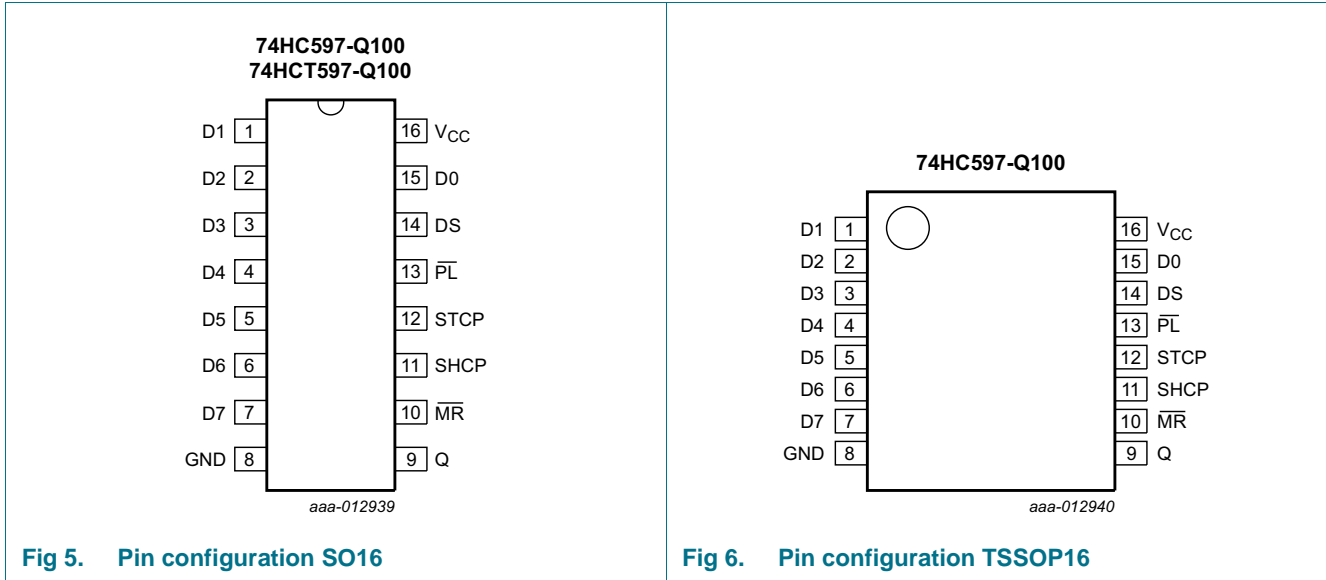 74HC597-Q100
74HCT597-Q100
D1 1 16 VCC
D2 2 15 D0
D3 3 14 DS
D4 4 13 P̅L̅
D5 5 12 STCP
D6 6 11 SHCP
D7 7 10 M̅R̅
GND 8 9 Q
aaa-012939
Fig 5. Pin configuration SO16
74HC597-Q100
D1 1 16 VCC
D2 2 15 D0
D3 3 14 DS
D4 4 13 P̅L̅
D5 5 12 STCP
D6 6 11 SHCP
D7 7 10 M̅R̅
GND 8 9 Q
aaa-012940
Fig 6. Pin configuration TSSOP16